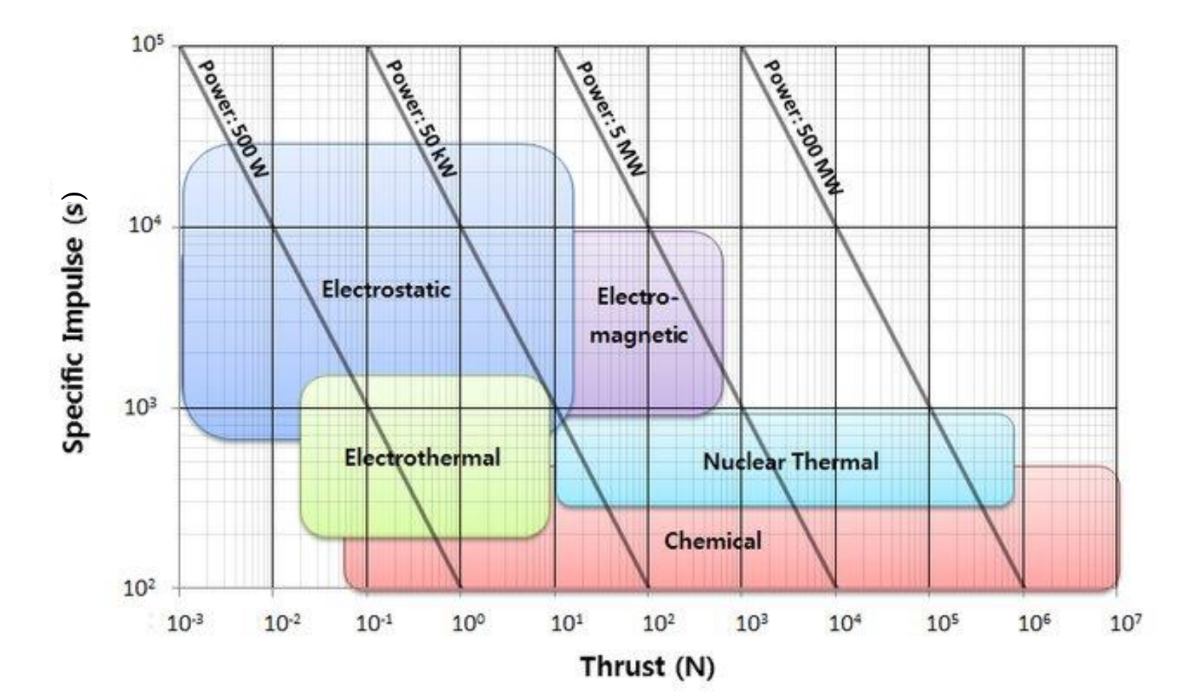 10⁵
10⁴
10³
10²
Specific Impulse (s)
Power: 500 W
Power: 50 kW
Power: 5 MW
Power: 500 MW
Electrostatic
Electro-
magnetic
Electrothermal
Nuclear Thermal
Chemical
10⁻³ 10⁻² 10⁻¹ 10⁰ 10¹ 10² 10³ 10⁴ 10⁵ 10⁶ 10⁷
Thrust (N)